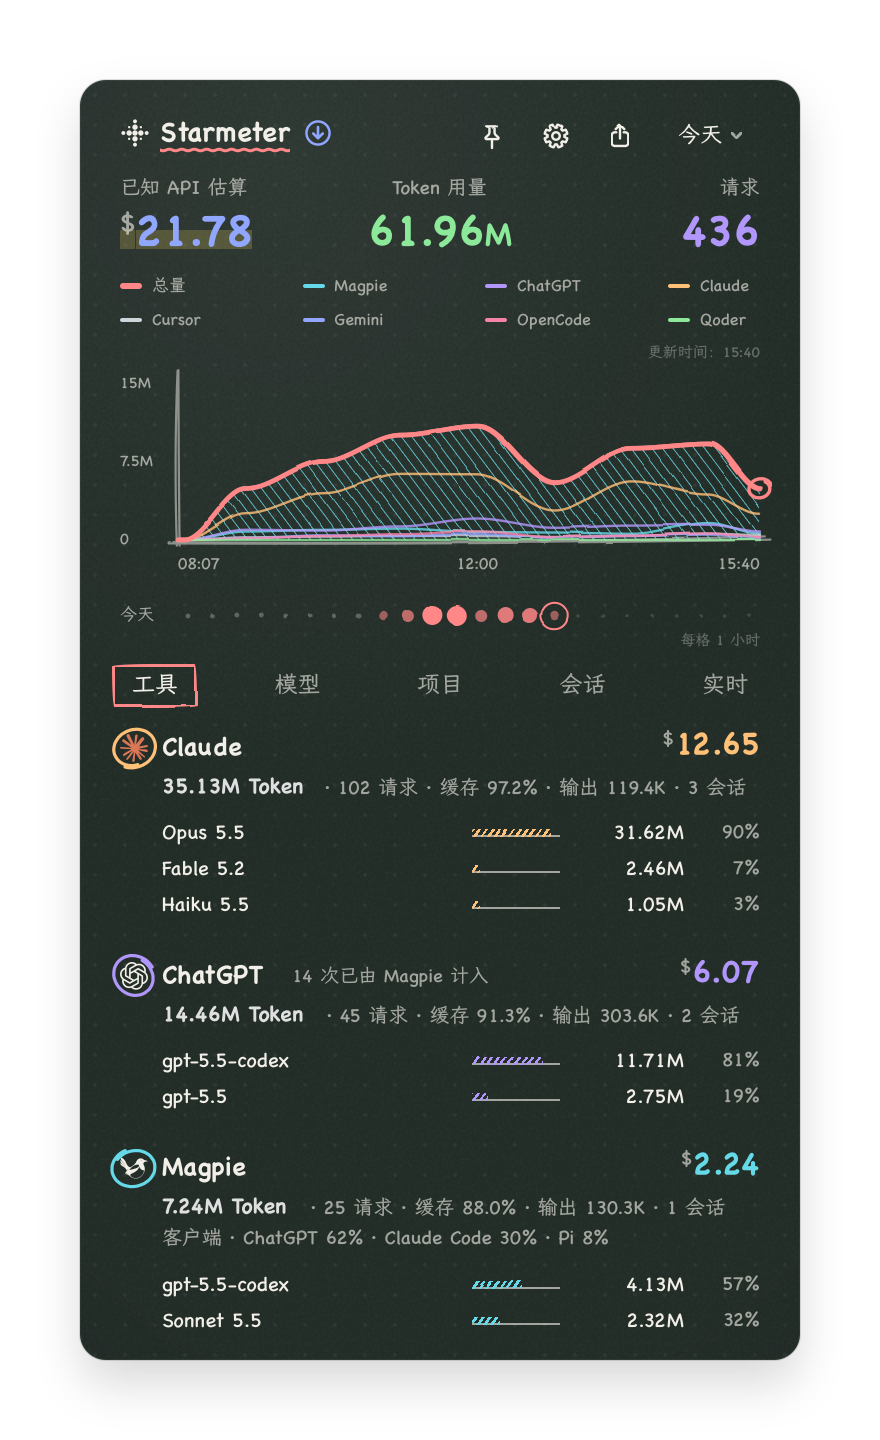 Starmeter 今天
已知 API 估算 Token 用量 请求
$21.78 61.96M 436
总量 Magpie ChatGPT Claude
Cursor Gemini OpenCode Qoder
更新时间: 15:40
15M
7.5M
0
08:07 12:00 15:40
今天
每格 1 小时
工具 模型 项目 会话 实时
Claude $12.65
35.13M Token · 102 请求 · 缓存 97.2% · 输出 119.4K · 3 会话
Opus 5.5 31.62M 90%
Fable 5.2 2.46M 7%
Haiku 5.5 1.05M 3%
ChatGPT 14 次已由 Magpie 计入 $6.07
14.46M Token · 45 请求 · 缓存 91.3% · 输出 303.6K · 2 会话
gpt-5.5-codex 11.71M 81%
gpt-5.5 2.75M 19%
Magpie $2.24
7.24M Token · 25 请求 · 缓存 88.0% · 输出 130.3K · 1 会话
客户端 · ChatGPT 62% · Claude Code 30% · Pi 8%
gpt-5.5-codex 4.13M 57%
Sonnet 5.5 2.32M 32%